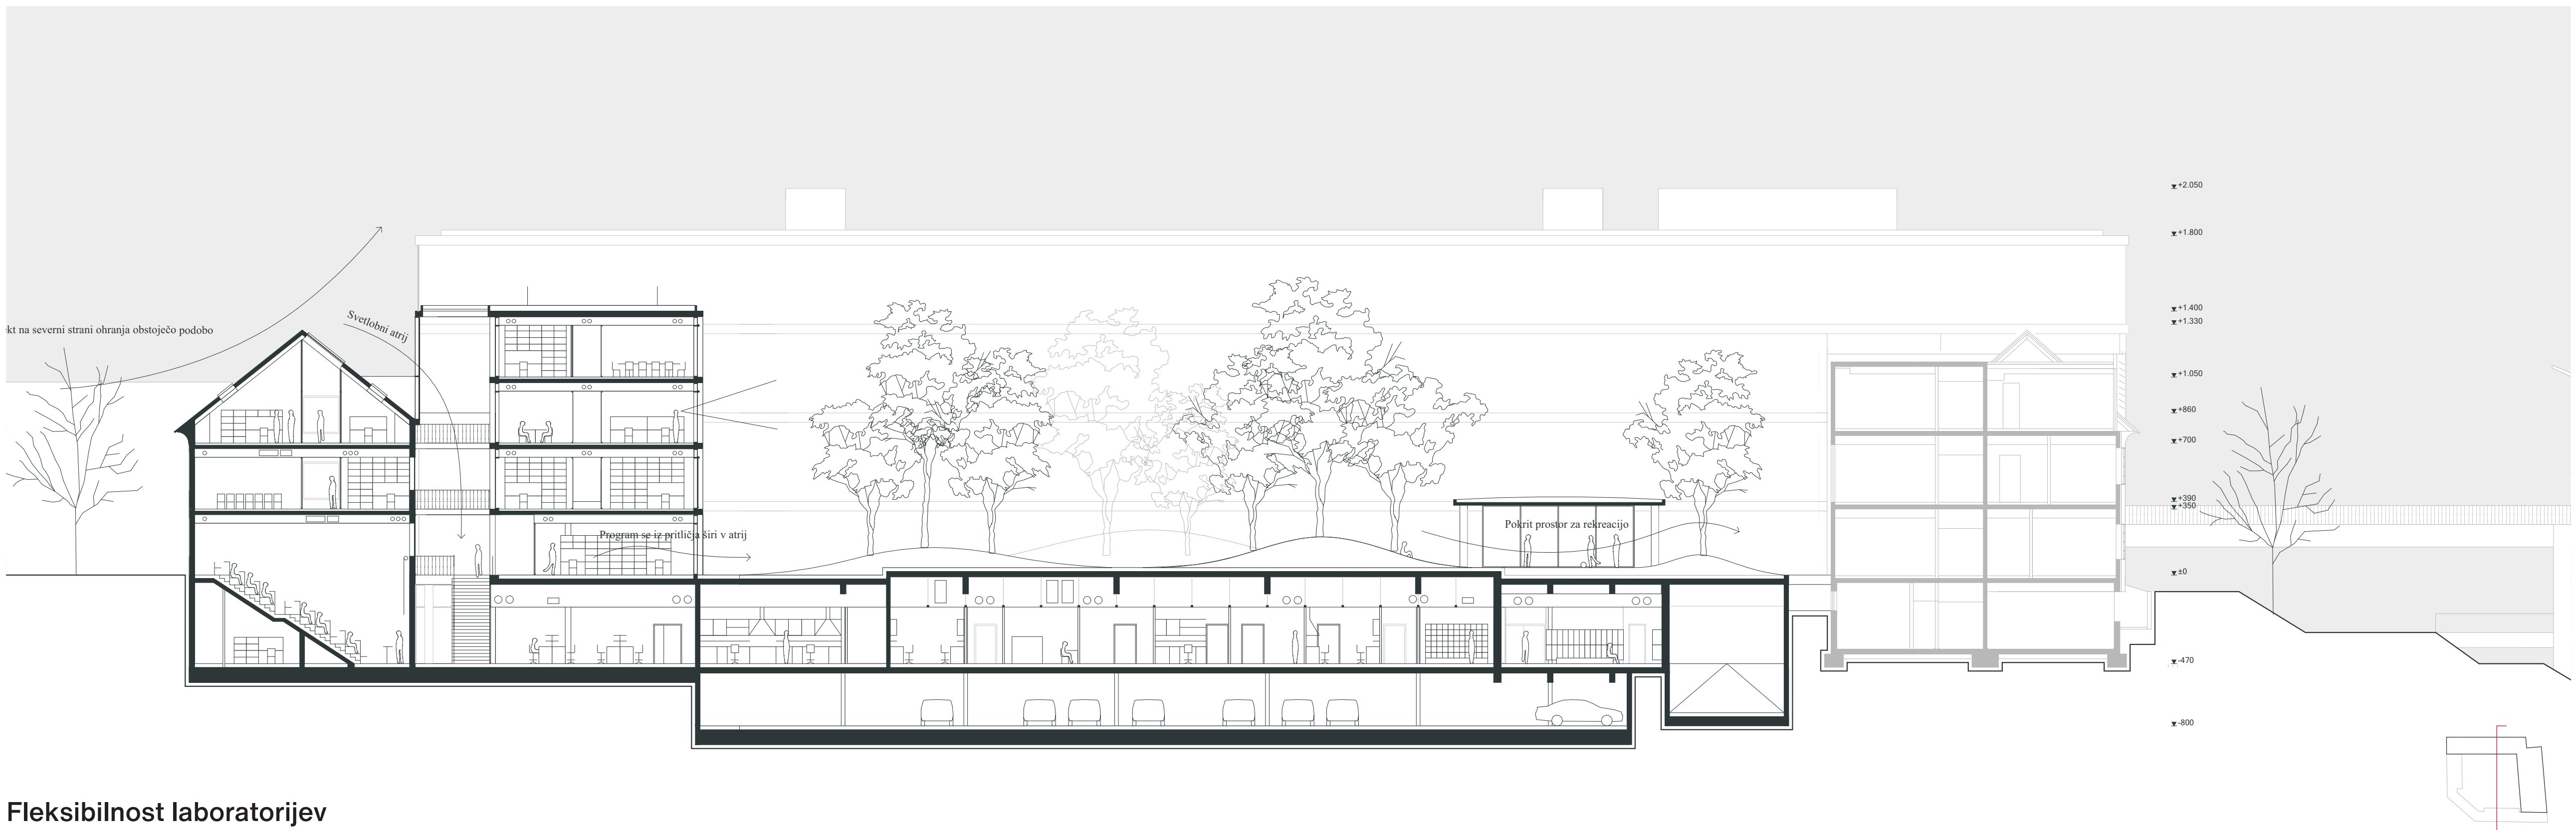 +2.050
+1.800
+1.400
+1.330
Svetlobni atrij
na severni strani ohranja obstoječo podobo
+1.050
+860
+700
+390
+350
Program se iz pritličja širi v atrij
Pokrit prostor za rekreacijo
±0
-470
-800
Fleksibilnost laboratorijev